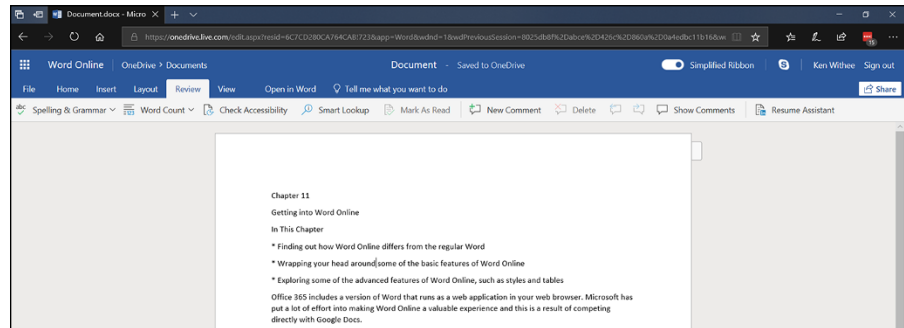 Document.docx - Micro
https://onedrive.live.com/edit.aspx?resid=6C7CD280CA764CAB!723&app=Word&wdnd=1&wdPreviousSession=8025db8f%2Dabce%2D426c%2D860a%2D0a4edbc11b16&w
15
Word Online OneDrive > Documents Document - Saved to OneDrive Simplified Ribbon Ken Withee Sign out
File Home Insert Layout Review View Open in Word Tell me what you want to do Share
abc Spelling & Grammar Word Count Check Accessibility Smart Lookup Mark As Read New Comment Delete Show Comments Resume Assistant
Chapter 11
Getting into Word Online
In This Chapter
* Finding out how Word Online differs from the regular Word
* Wrapping your head around some of the basic features of Word Online
* Exploring some of the advanced features of Word Online, such as styles and tables
Office 365 includes a version of Word that runs as a web application in your web browser. Microsoft has
put a lot of effort into making Word Online a valuable experience and this is a result of competing
directly with Google Docs.